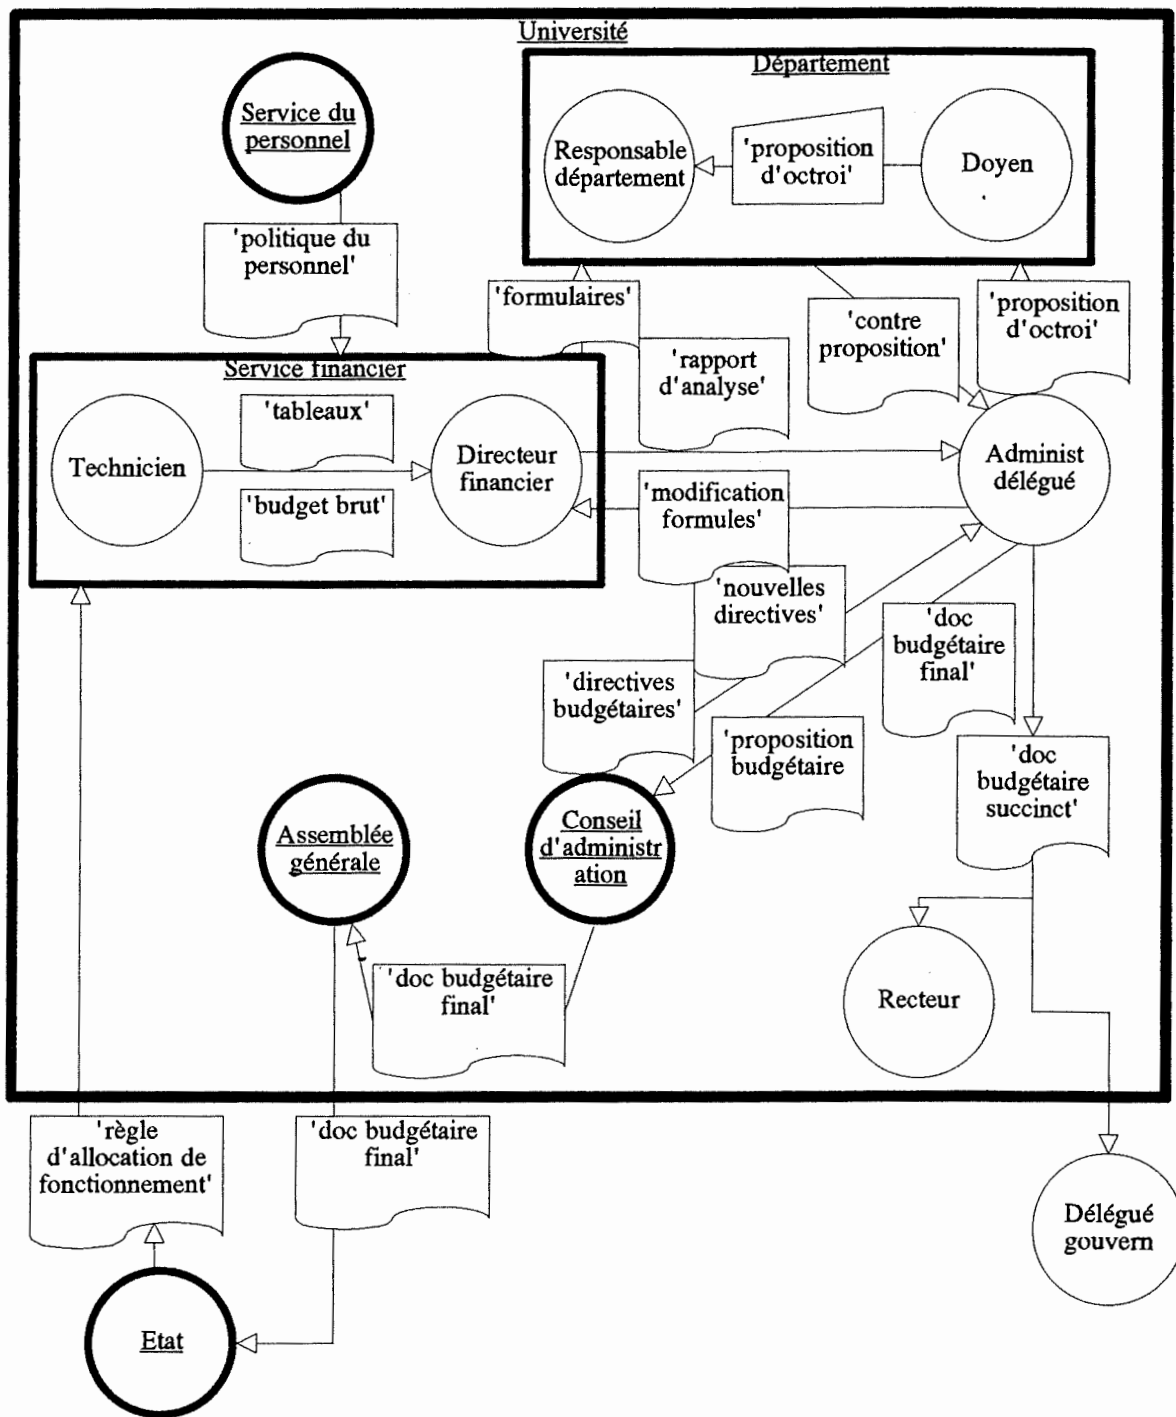 Université
Département
Service du
personnel
Responsable
département
'proposition
d'octroi'
Doyen
'politique du
personnel'
'formulaires'
'contre
proposition'
'proposition
d'octroi'
'rapport
d'analyse'
Service financier
'tableaux'
Technicien
Directeur
financier
Administ
délégué
'budget brut'
'modification
formules'
'nouvelles
directives'
'doc
budgétaire
final'
'directives
budgétaires'
'proposition
budgétaire
'doc
budgétaire
succinct'
Assemblée
générale
Conseil
d'administr
ation
'doc budgétaire
final'
Recteur
'règle
d'allocation de
fonctionnement'
'doc budgétaire
final'
Délégué
gouvern
Etat